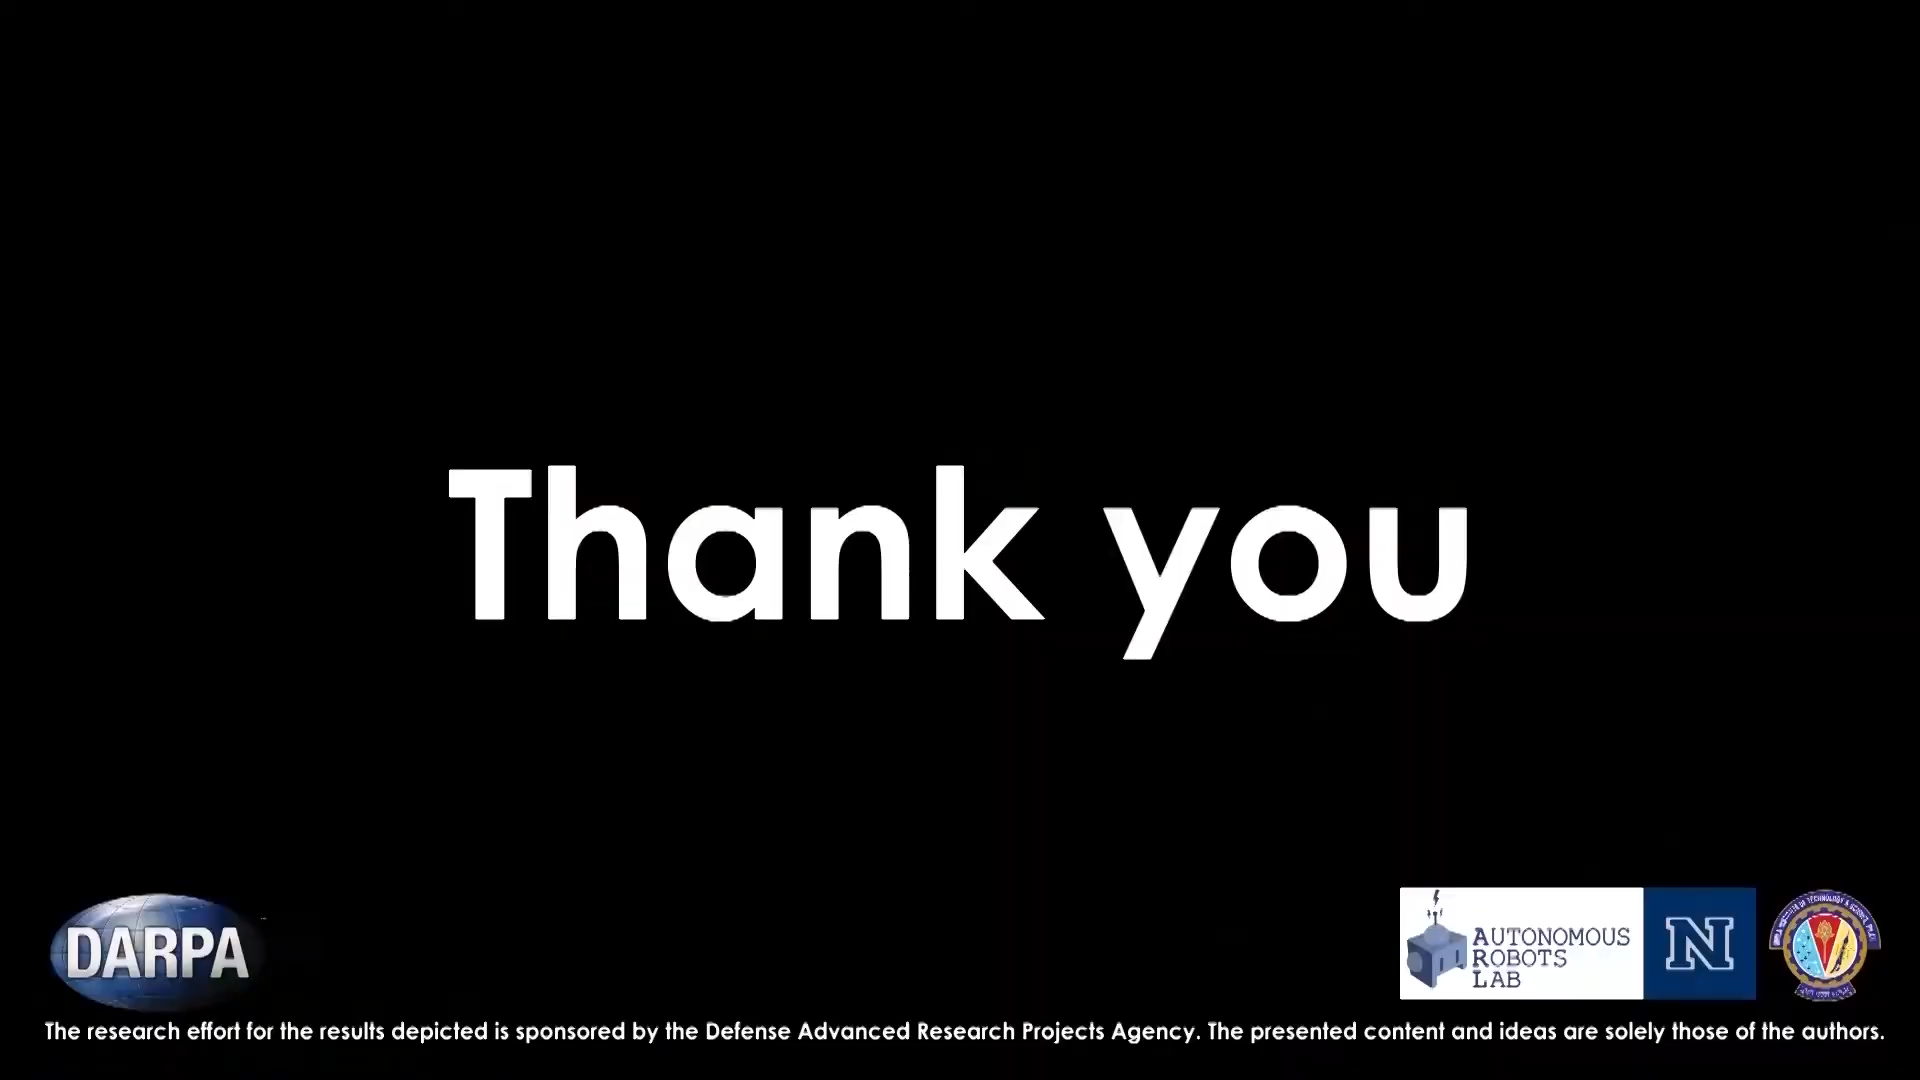 Thank you
DARPA
AUTONOMOUS
ROBOTS
LAB
N
The research effort for the results depicted is sponsored by the Defense Advanced Research Projects Agency. The presented content and ideas are solely those of the authors.